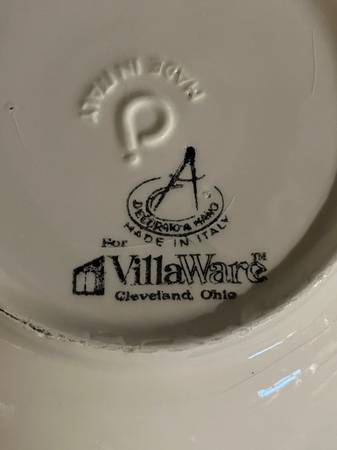 MADE IN ITALY
A
DECORATO A MANO
MADE IN ITALY
For
VillaWare™
Cleveland, Ohio